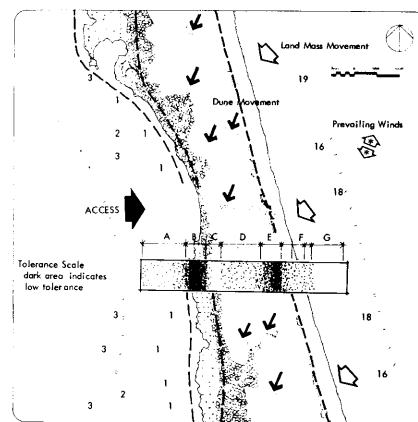 Land Mass Movement
3
19
1
Dune Movement
Prevailing Winds
2 1
16
3
1
18
ACCESS
A B C D E F G
Tolerance Scale
dark area indicates
low tolerance
3 1
18
3 1
16
1
2
3 1